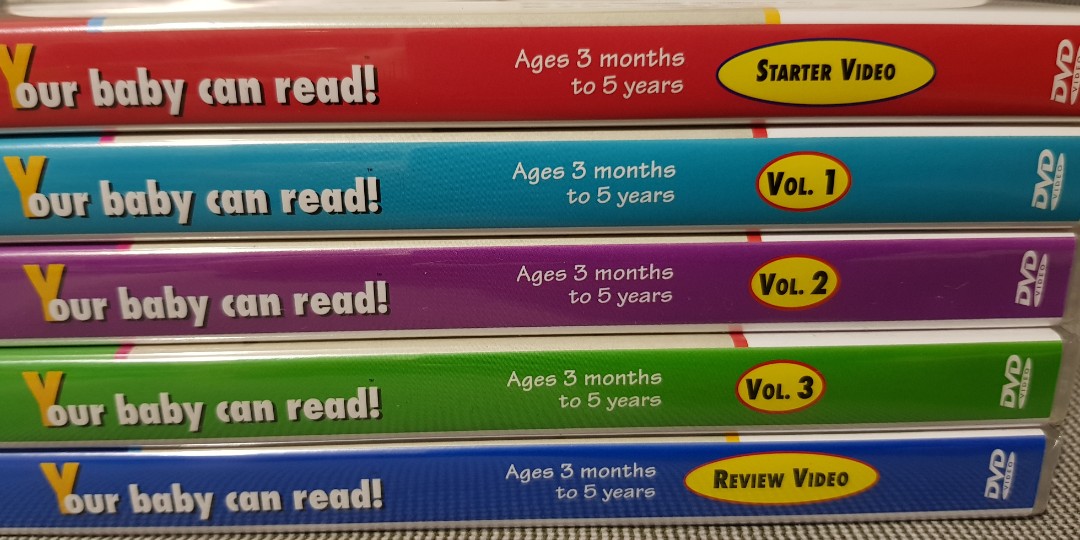 Your baby can read!
Ages 3 months
to 5 years
STARTER VIDEO
DVD
VIDEO
Your baby can read!
Ages 3 months
to 5 years
VOL. 1
DVD
VIDEO
Your baby can read!
Ages 3 months
to 5 years
VOL. 2
DVD
VIDEO
Your baby can read!
Ages 3 months
to 5 years
VOL. 3
DVD
VIDEO
Your baby can read!
Ages 3 months
to 5 years
REVIEW VIDEO
DVD
VIDEO